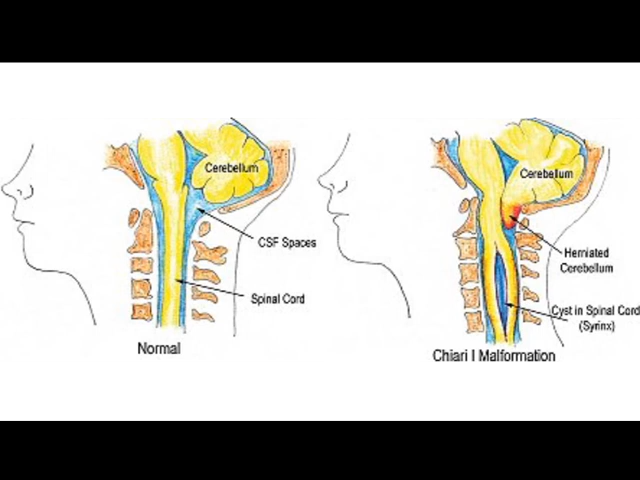 Cerebellum
CSF Spaces
Spinal Cord
Normal
Cerebellum
Herniated
Cerebellum
Cyst in Spinal Cord
(Syrinx)
Chiari I Malformation